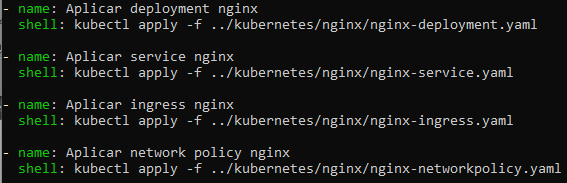 - name: Aplicar deployment nginx
  shell: kubectl apply -f ../kubernetes/nginx/nginx-deployment.yaml
- name: Aplicar service nginx
  shell: kubectl apply -f ../kubernetes/nginx/nginx-service.yaml
- name: Aplicar ingress nginx
  shell: kubectl apply -f ../kubernetes/nginx/nginx-ingress.yaml
- name: Aplicar network policy nginx
  shell: kubectl apply -f ../kubernetes/nginx/nginx-networkpolicy.yaml